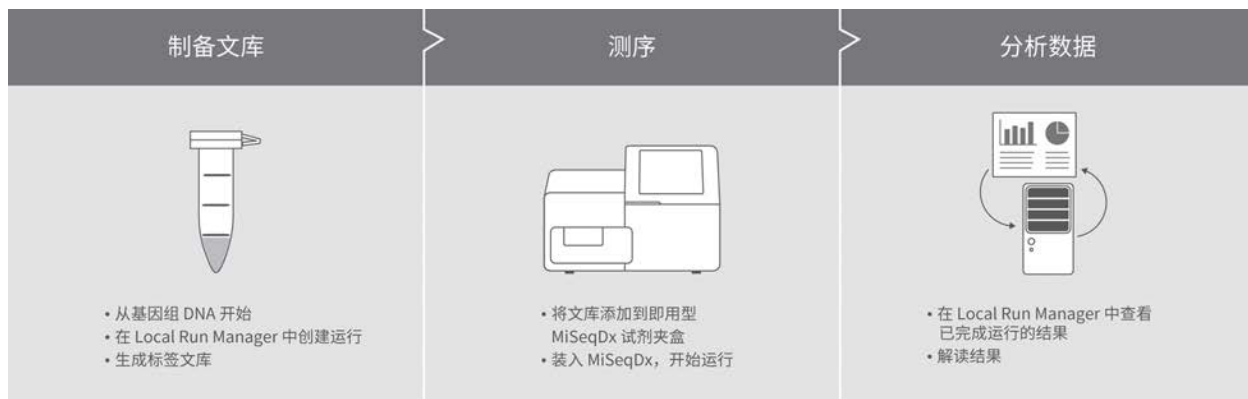 制备文库
测序
分析数据
• 从基因组 DNA 开始
• 在 Local Run Manager 中创建运行
• 生成标签文库
• 将文库添加到即用型
MiSeqDx 试剂夹盒
• 装入 MiSeqDx，开始运行
• 在 Local Run Manager 中查看
已完成运行的结果
• 解读结果